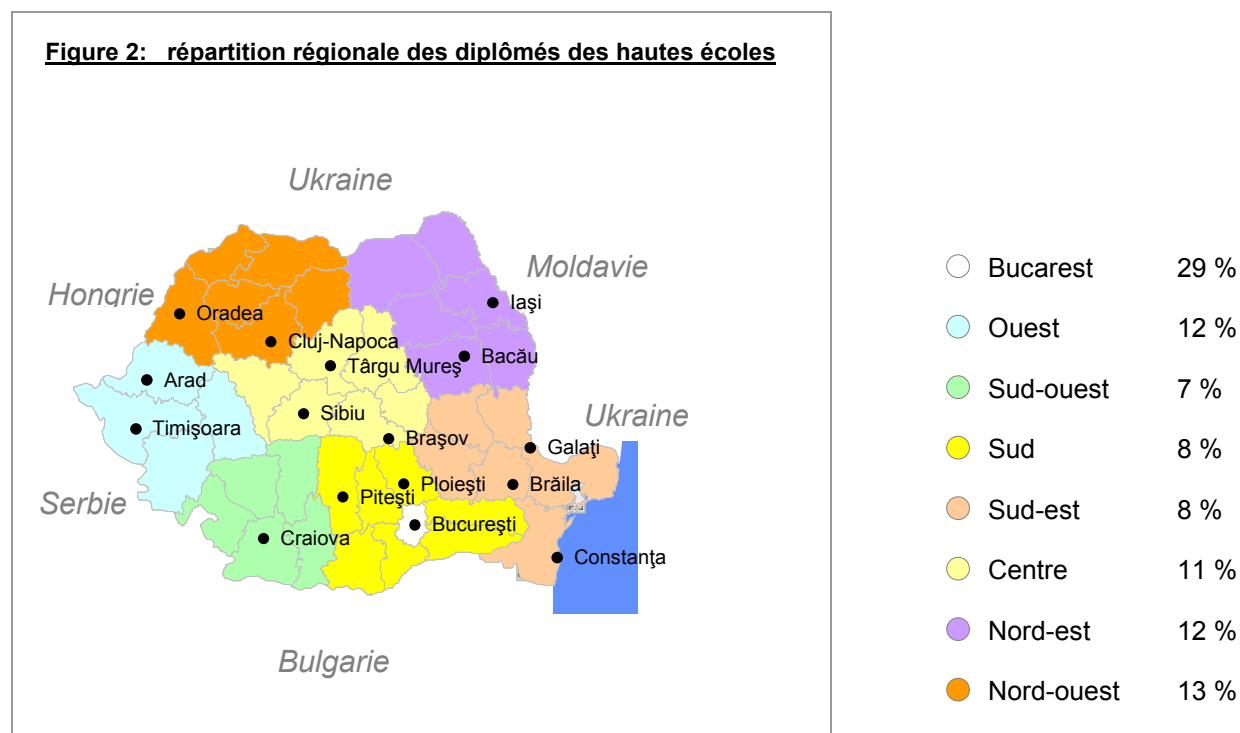 Figure 2: répartition régionale des diplômés des hautes écoles
Ukraine
Moldavie
Hongrie
Iaşi
Oradea
Cluj-Napoca
Bacău
Târgu Mureş
Arad
Sibiu
Ukraine
Timişoara
Braşov
Galaţi
Ploieşti
Brăila
Serbie
Piteşti
Bucureşti
Craiova
Constanţa
Bulgarie
Bucarest 29 %
Ouest 12 %
Sud-ouest 7 %
Sud 8 %
Sud-est 8 %
Centre 11 %
Nord-est 12 %
Nord-ouest 13 %